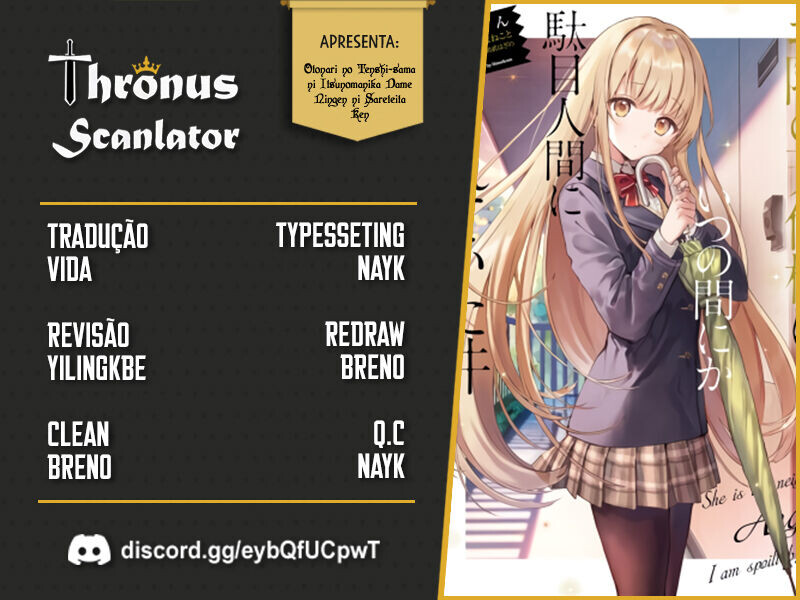 Thronus
Scanlator
APRESENTA:
Otonari no Tenshi-sama
ni Itsunomanika Dame
Ningen ni Sareteita
Ken
TRADUÇÃO
VIDA
TYPESSETING
NAYK
REVISÃO
YILINGKBE
REDRAW
BRENO
CLEAN
BRENO
Q.C
NAYK
discord.gg/eybQfUCpwT
駄目人間に
いつの間にか
She is
I am